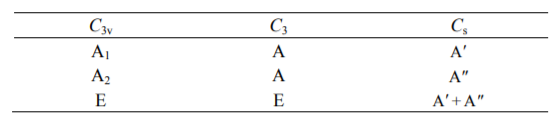 C3v C3 Cs
A1 A A′
A2 A A″
E E A′+A″